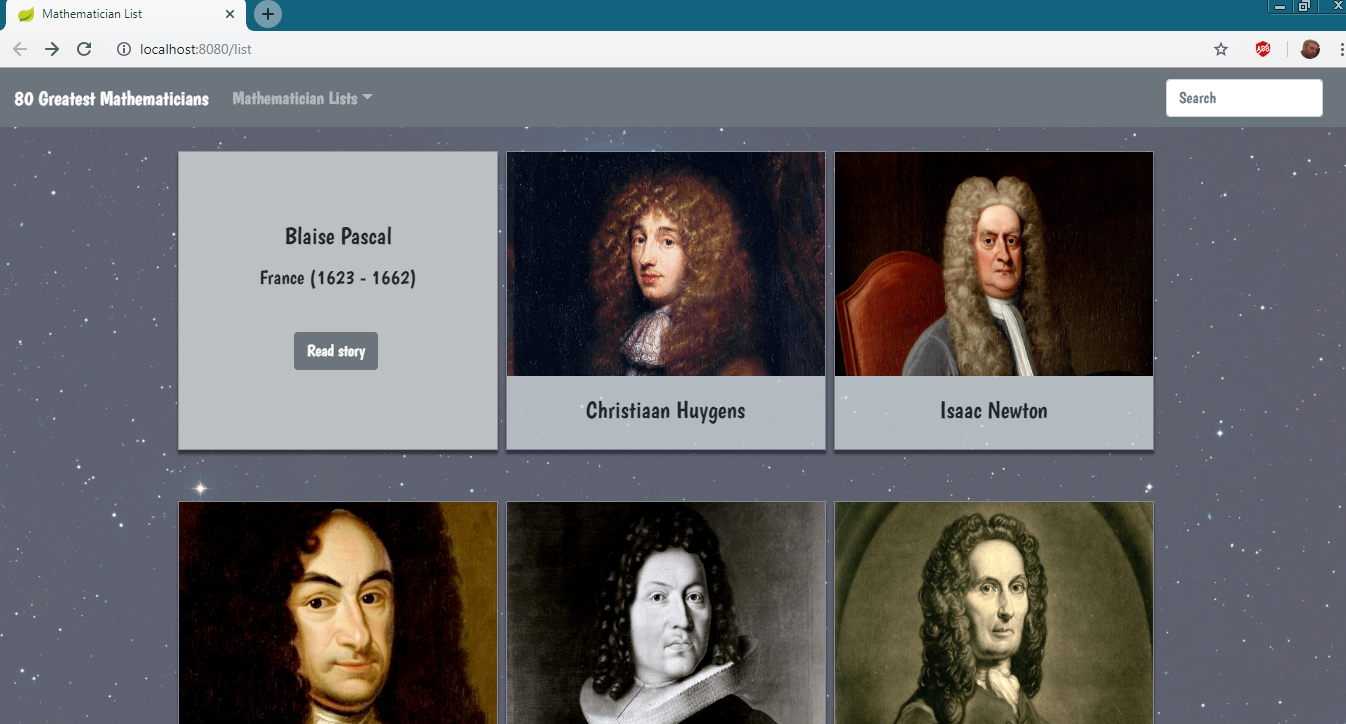 Mathematician List
localhost:8080/list
ABP
80 Greatest Mathematicians
Mathematician Lists
Search
Blaise Pascal
France (1623 - 1662)
Read story
Christiaan Huygens
Isaac Newton